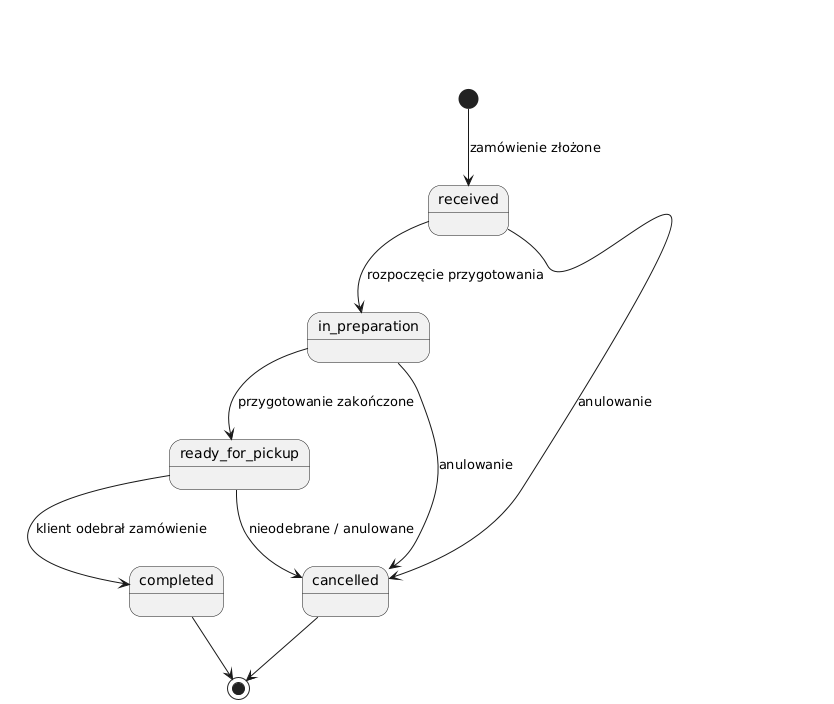 zamówienie złożone
received
rozpoczęcie przygotowania
in_preparation
przygotowanie zakończone
anulowanie
ready_for_pickup
anulowanie
klient odebrał zamówienie
nieodebrane / anulowane
completed
cancelled